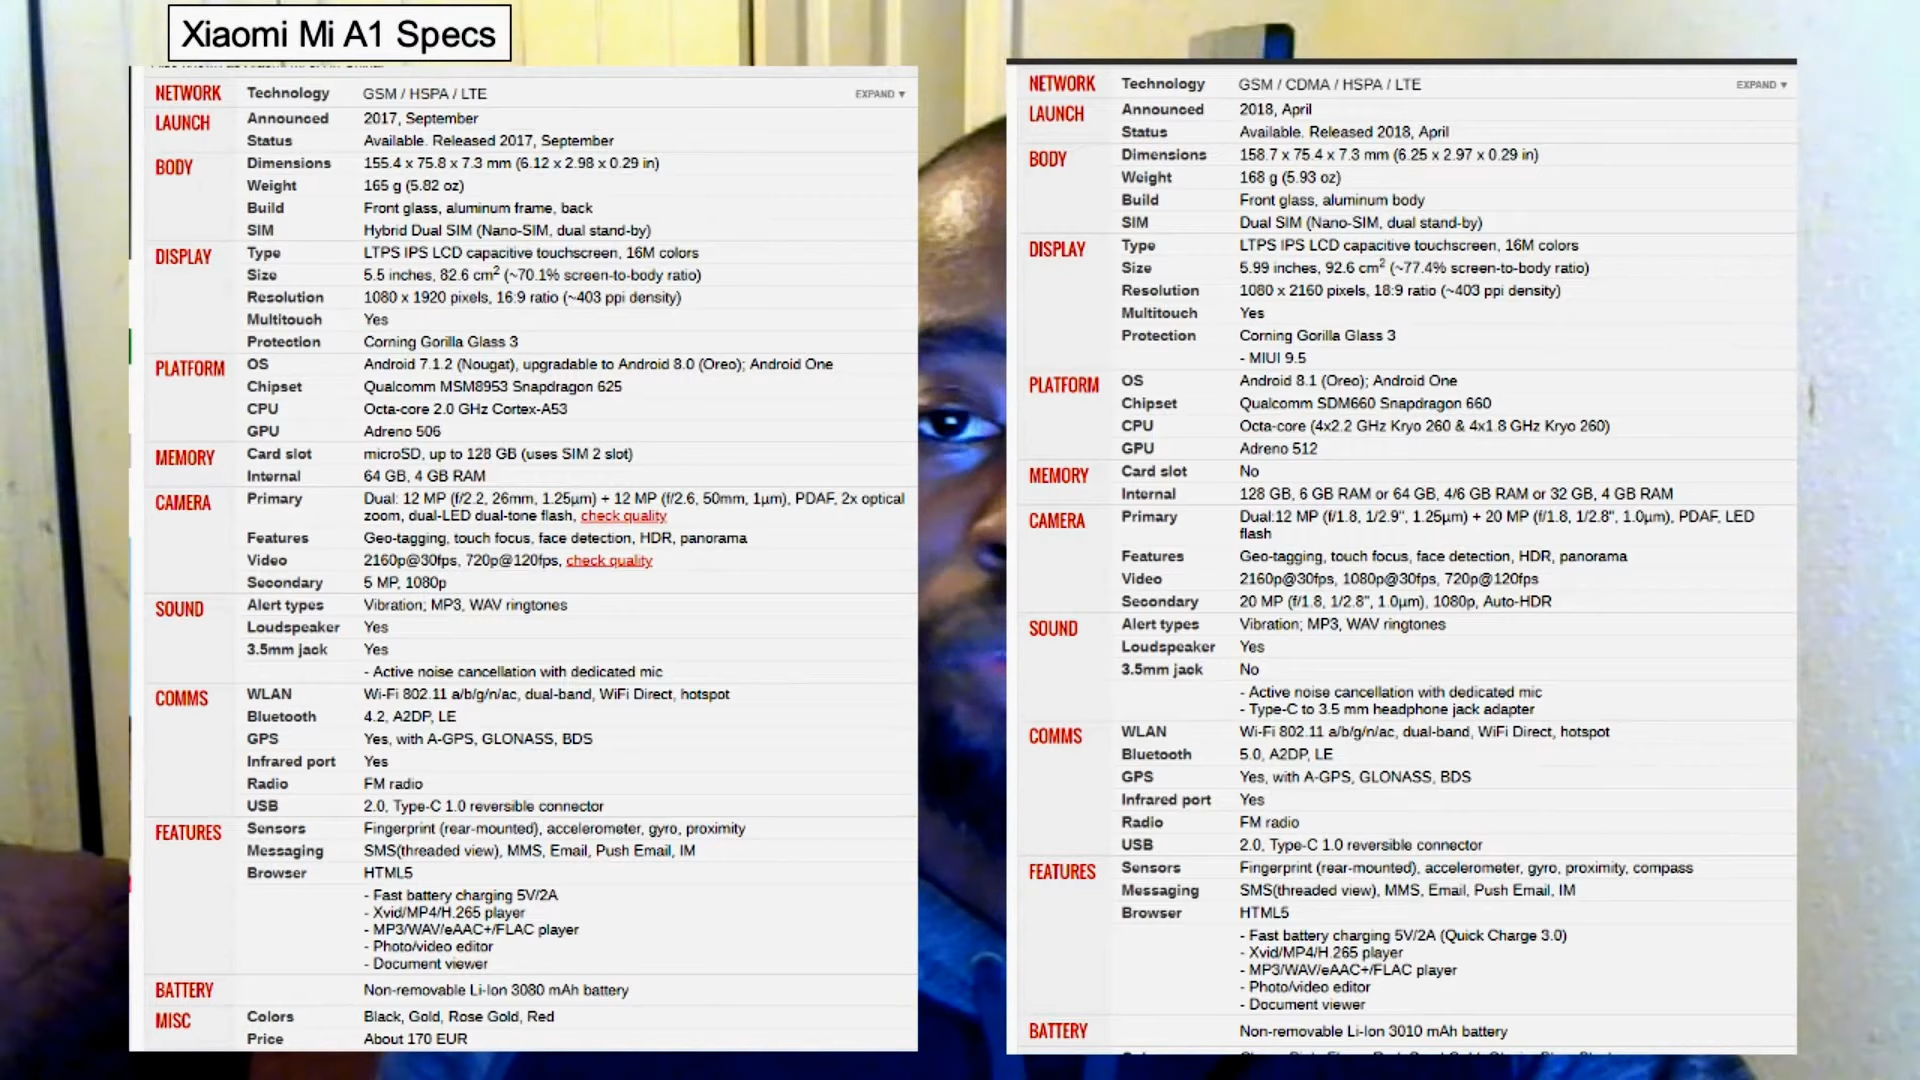 Xiaomi Mi A1 Specs
NETWORK Technology GSM / HSPA / LTE EXPAND ▼
LAUNCH Announced 2017, September
Status Available. Released 2017, September
BODY Dimensions 155.4 x 75.8 x 7.3 mm (6.12 x 2.98 x 0.29 in)
Weight 165 g (5.82 oz)
Build Front glass, aluminum frame, back
SIM Hybrid Dual SIM (Nano-SIM, dual stand-by)
DISPLAY Type LTPS IPS LCD capacitive touchscreen, 16M colors
Size 5.5 inches, 82.6 cm² (~70.1% screen-to-body ratio)
Resolution 1080 x 1920 pixels, 16:9 ratio (~403 ppi density)
Multitouch Yes
Protection Corning Gorilla Glass 3
PLATFORM OS Android 7.1.2 (Nougat), upgradable to Android 8.0 (Oreo); Android One
Chipset Qualcomm MSM8953 Snapdragon 625
CPU Octa-core 2.0 GHz Cortex-A53
GPU Adreno 506
MEMORY Card slot microSD, up to 128 GB (uses SIM 2 slot)
Internal 64 GB, 4 GB RAM
CAMERA Primary Dual: 12 MP (f/2.2, 26mm, 1.25µm) + 12 MP (f/2.6, 50mm, 1µm), PDAF, 2x optical
zoom, dual-LED dual-tone flash, check quality
Features Geo-tagging, touch focus, face detection, HDR, panorama
Video 2160p@30fps, 720p@120fps, check quality
Secondary 5 MP, 1080p
SOUND Alert types Vibration; MP3, WAV ringtones
Loudspeaker Yes
3.5mm jack Yes
- Active noise cancellation with dedicated mic
COMMS WLAN Wi-Fi 802.11 a/b/g/n/ac, dual-band, WiFi Direct, hotspot
Bluetooth 4.2, A2DP, LE
GPS Yes, with A-GPS, GLONASS, BDS
Infrared port Yes
Radio FM radio
USB 2.0, Type-C 1.0 reversible connector
FEATURES Sensors Fingerprint (rear-mounted), accelerometer, gyro, proximity
Messaging SMS(threaded view), MMS, Email, Push Email, IM
Browser HTML5
- Fast battery charging 5V/2A
- Xvid/MP4/H.265 player
- MP3/WAV/eAAC+/FLAC player
- Photo/video editor
- Document viewer
BATTERY Non-removable Li-Ion 3080 mAh battery
MISC Colors Black, Gold, Rose Gold, Red
Price About 170 EUR
NETWORK Technology GSM / CDMA / HSPA / LTE EXPAND ▼
LAUNCH Announced 2018, April
Status Available. Released 2018, April
BODY Dimensions 158.7 x 75.4 x 7.3 mm (6.25 x 2.97 x 0.29 in)
Weight 168 g (5.93 oz)
Build Front glass, aluminum body
SIM Dual SIM (Nano-SIM, dual stand-by)
DISPLAY Type LTPS IPS LCD capacitive touchscreen, 16M colors
Size 5.99 inches, 92.6 cm² (~77.4% screen-to-body ratio)
Resolution 1080 x 2160 pixels, 18:9 ratio (~403 ppi density)
Multitouch Yes
Protection Corning Gorilla Glass 3
- MIUI 9.5
PLATFORM OS Android 8.1 (Oreo); Android One
Chipset Qualcomm SDM660 Snapdragon 660
CPU Octa-core (4x2.2 GHz Kryo 260 & 4x1.8 GHz Kryo 260)
GPU Adreno 512
MEMORY Card slot No
Internal 128 GB, 6 GB RAM or 64 GB, 4/6 GB RAM or 32 GB, 4 GB RAM
CAMERA Primary Dual:12 MP (f/1.8, 1/2.9", 1.25µm) + 20 MP (f/1.8, 1/2.8", 1.0µm), PDAF, LED
flash
Features Geo-tagging, touch focus, face detection, HDR, panorama
Video 2160p@30fps, 1080p@30fps, 720p@120fps
Secondary 20 MP (f/1.8, 1/2.8", 1.0µm), 1080p, Auto-HDR
SOUND Alert types Vibration; MP3, WAV ringtones
Loudspeaker Yes
3.5mm jack No
- Active noise cancellation with dedicated mic
- Type-C to 3.5 mm headphone jack adapter
COMMS WLAN Wi-Fi 802.11 a/b/g/n/ac, dual-band, WiFi Direct, hotspot
Bluetooth 5.0, A2DP, LE
GPS Yes, with A-GPS, GLONASS, BDS
Infrared port Yes
Radio FM radio
USB 2.0, Type-C 1.0 reversible connector
FEATURES Sensors Fingerprint (rear-mounted), accelerometer, gyro, proximity, compass
Messaging SMS(threaded view), MMS, Email, Push Email, IM
Browser HTML5
- Fast battery charging 5V/2A (Quick Charge 3.0)
- Xvid/MP4/H.265 player
- MP3/WAV/eAAC+/FLAC player
- Photo/video editor
- Document viewer
BATTERY Non-removable Li-Ion 3010 mAh battery